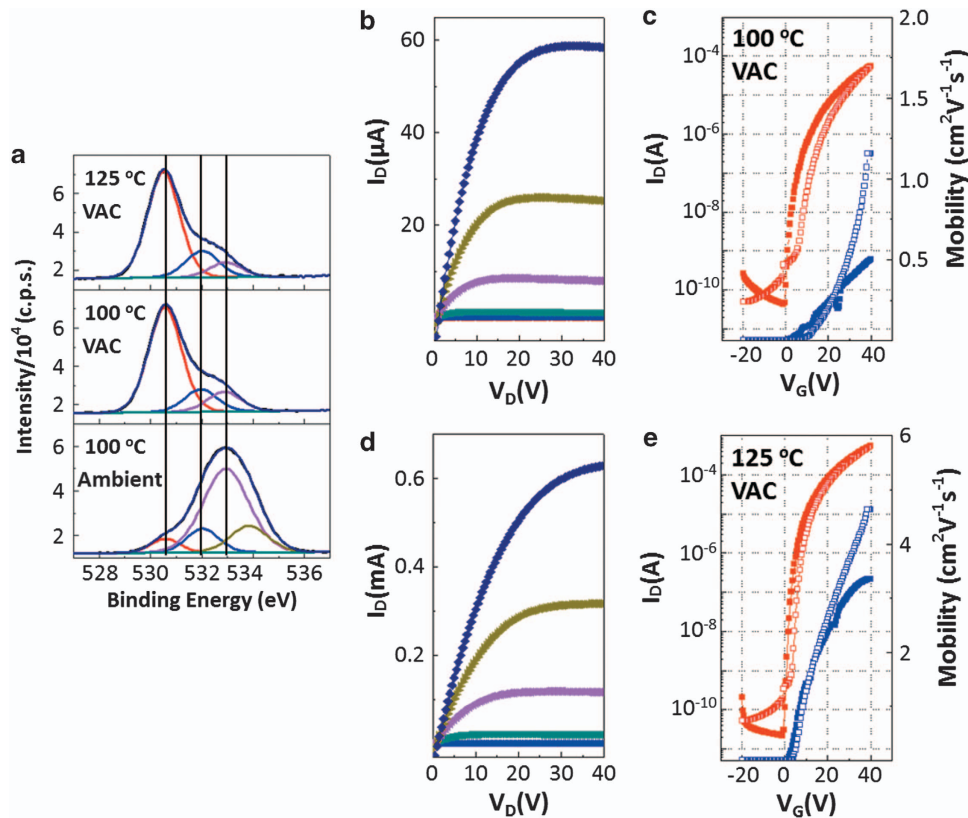 a
Intensity/10⁴ (c.p.s.)
6
4
2
125 °C
VAC
6
4
2
100 °C
VAC
6
4
2
100 °C
Ambient
528 530 532 534 536
Binding Energy (eV)
b
I_D(μA)
60
40
20
0 10 20 30 40
V_D(V)
c
100 °C
VAC
I_D(A)
10⁻⁴
10⁻⁶
10⁻⁸
10⁻¹⁰
-20 0 20 40
V_G(V)
2.0
1.5
1.0
0.5
Mobility (cm²V⁻¹s⁻¹)
d
I_D(mA)
0.6
0.4
0.2
0 10 20 30 40
V_D(V)
e
125 °C
VAC
I_D(A)
10⁻⁴
10⁻⁶
10⁻⁸
10⁻¹⁰
-20 0 20 40
V_G(V)
6
4
2
Mobility (cm²V⁻¹s⁻¹)